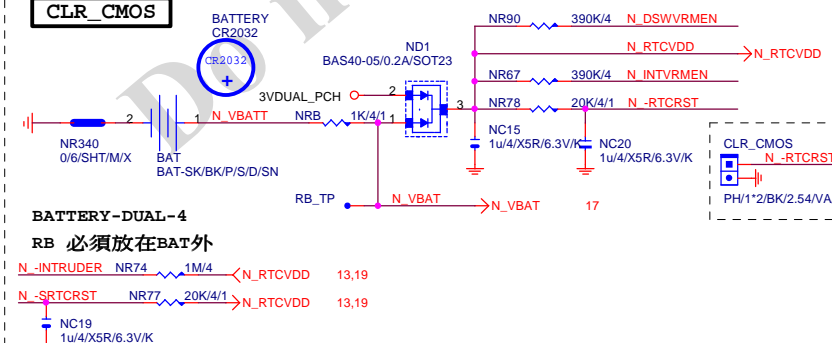 CLR_CMOS
BATTERY
CR2032
CR2032
+
ND1
BAS40-05/0.2A/SOT23
NR90 390K/4 N_DSWVRMEN
N_RTCVDD N_RTCVDD
3VDUAL_PCH 2
NR67 390K/4 N_INTVRMEN
3 NR78 20K/4/1 N_-RTCRST
2 1 N_VBATT NRB 1K/4/1 1
NR340
0/6/SHT/M/X
BAT
BAT-SK/BK/P/S/D/SN
NC15
1u/4/X5R/6.3V/K
NC20
1u/4/X5R/6.3V/K
CLR_CMOS
N_-RTCRST
PH/1*2/BK/2.54/VA
RB_TP N_VBAT N_VBAT 17
BATTERY-DUAL-4
RB 必須放在BAT外
N_-INTRUDER NR74 1M/4 N_RTCVDD 13,19
N_-SRTCRST NR77 20K/4/1 N_RTCVDD 13,19
NC19
1u/4/X5R/6.3V/K
Do n